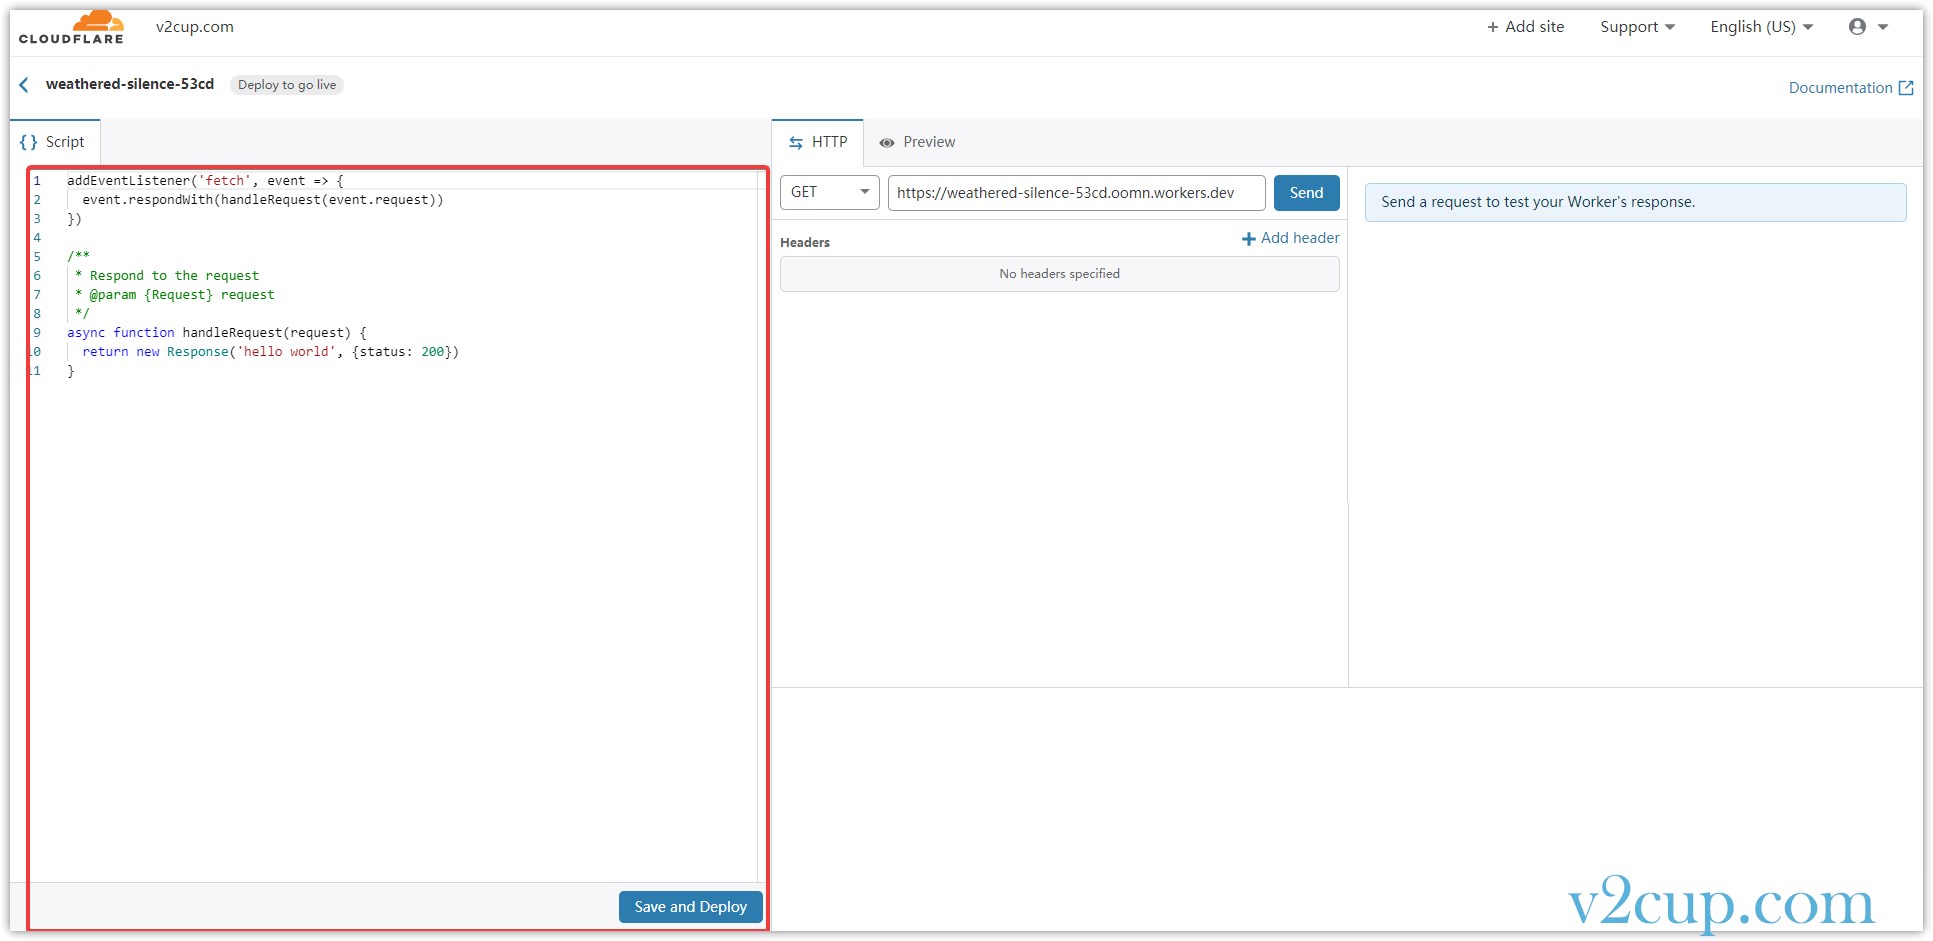 CLOUDFLARE
v2cup.com
+ Add site
Support
English (US)
weathered-silence-53cd
Deploy to go live
Documentation
{} Script
HTTP
Preview
1 addEventListener('fetch', event => {
2 event.respondWith(handleRequest(event.request))
3 })
4
5 /**
6 * Respond to the request
7 * @param {Request} request
8 */
9 async function handleRequest(request) {
10 return new Response('hello world', {status: 200})
11 }
GET
https://weathered-silence-53cd.oomn.workers.dev
Send
Headers
+ Add header
No headers specified
Send a request to test your Worker's response.
Save and Deploy
v2cup.com